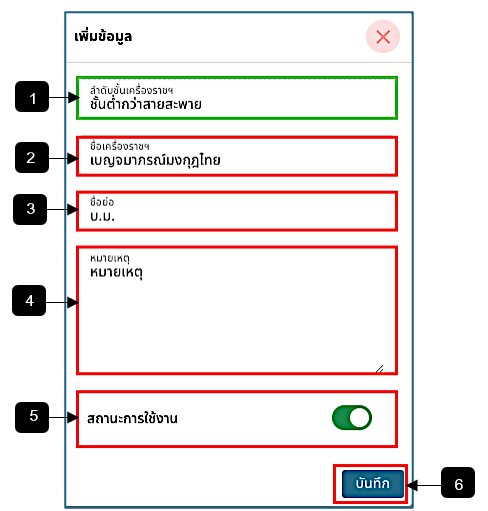 เพิ่มข้อมูล
1
ลำดับชั้นเครื่องราชฯ
ชั้นต่ำกว่าสายสะพาย
2
ชื่อเครื่องราชฯ
เบญจมาภรณ์มงกุฎไทย
3
ชื่อย่อ
บ.ม.
4
หมายเหตุ
หมายเหตุ
5
สถานะการใช้งาน
บันทึก
6